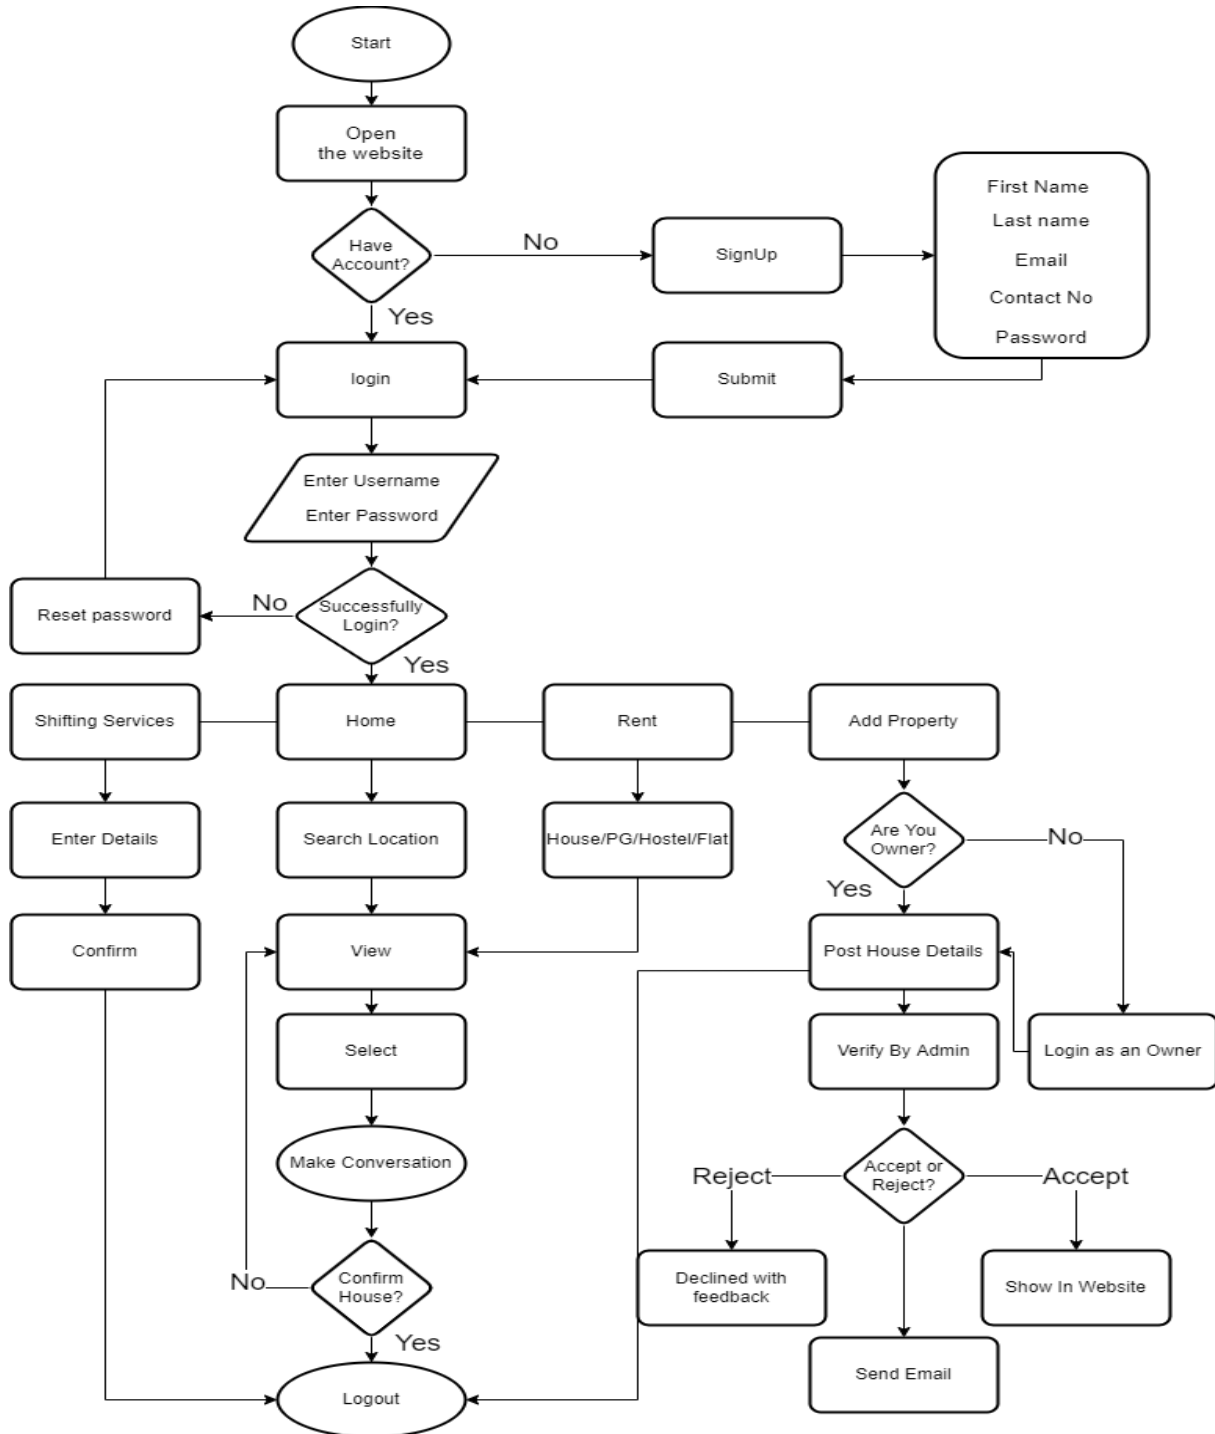 Start
Open
the website
Have
Account?
No
SignUp
First Name
Last name
Email
Contact No
Password
Yes
login
Submit
Enter Username
Enter Password
Reset password
No
Successfully
Login?
Yes
Shifting Services
Home
Rent
Add Property
Enter Details
Search Location
House/PG/Hostel/Flat
Are You
Owner?
No
Yes
Confirm
View
Post House Details
Select
Verify By Admin
Login as an Owner
Make Conversation
Reject
Accept or
Reject?
Accept
No
Confirm
House?
Declined with
feedback
Show In Website
Yes
Logout
Send Email